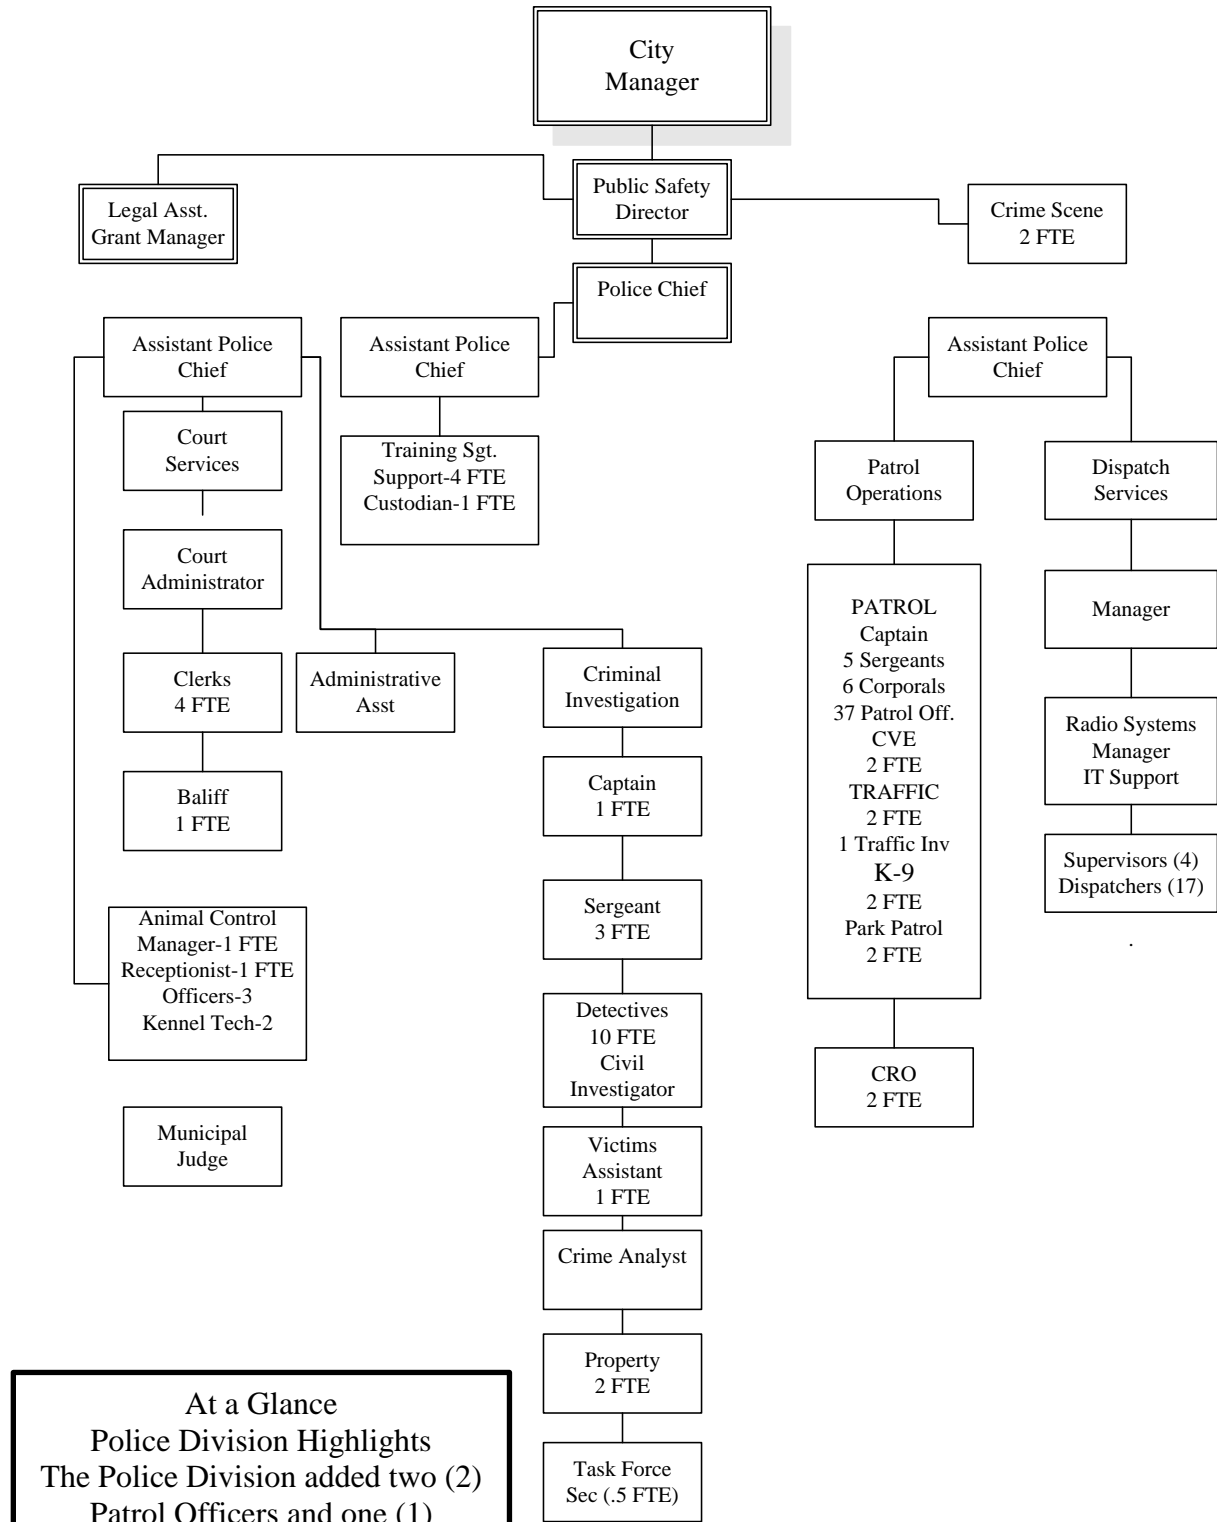 City
Manager
Public Safety
Director
Legal Asst.
Grant Manager
Crime Scene
2 FTE
Police Chief
Assistant Police
Chief
Assistant Police
Chief
Assistant Police
Chief
Court
Services
Training Sgt.
Support-4 FTE
Custodian-1 FTE
Patrol
Operations
Dispatch
Services
Court
Administrator
Clerks
4 FTE
Administrative
Asst
Criminal
Investigation
Baliff
1 FTE
Captain
1 FTE
PATROL
Captain
5 Sergeants
6 Corporals
37 Patrol Off.
CVE
2 FTE
TRAFFIC
2 FTE
1 Traffic Inv
K-9
2 FTE
Park Patrol
2 FTE
Manager
Radio Systems
Manager
IT Support
Supervisors (4)
Dispatchers (17)
.
Animal Control
Manager-1 FTE
Receptionist-1 FTE
Officers-3
Kennel Tech-2
Sergeant
3 FTE
Detectives
10 FTE
Civil
Investigator
CRO
2 FTE
Municipal
Judge
Victims
Assistant
1 FTE
Crime Analyst
Property
2 FTE
Task Force
Sec (.5 FTE)
At a Glance
Police Division Highlights
The Police Division added two (2)
Patrol Officers and one (1)